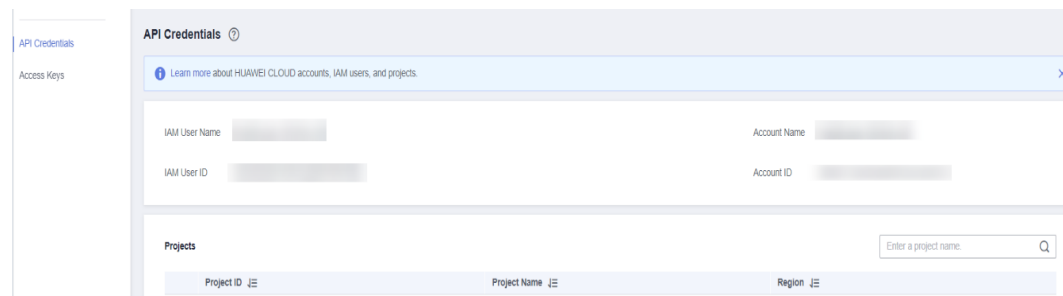 API Credentials
Access Keys
API Credentials
Learn more about HUAWEI CLOUD accounts, IAM users, and projects.
IAM User Name
Account Name
IAM User ID
Account ID
Projects
Enter a project name.
Project ID
Project Name
Region